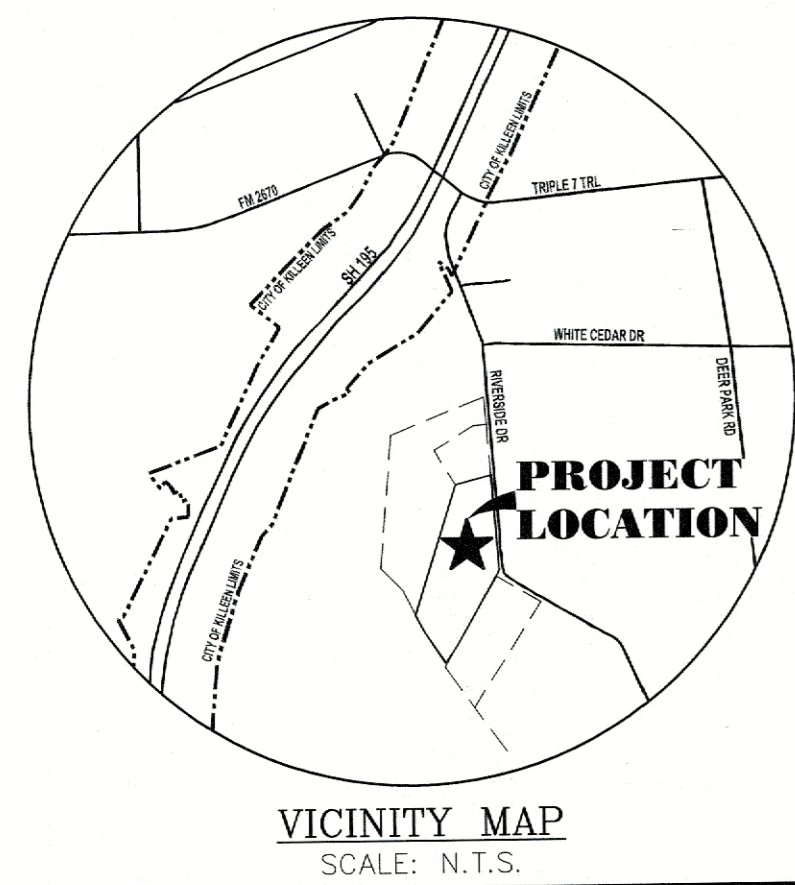 CITY OF KILLEEN LIMITS
FM 2670
TRIPLE 7 TRL
CITY OF KILLEEN LIMITS
SH 195
WHITE CEDAR DR
RIVERSIDE DR
DEER PARK RD
PROJECT
LOCATION
CITY OF KILLEEN LIMITS
VICINITY MAP
SCALE: N.T.S.